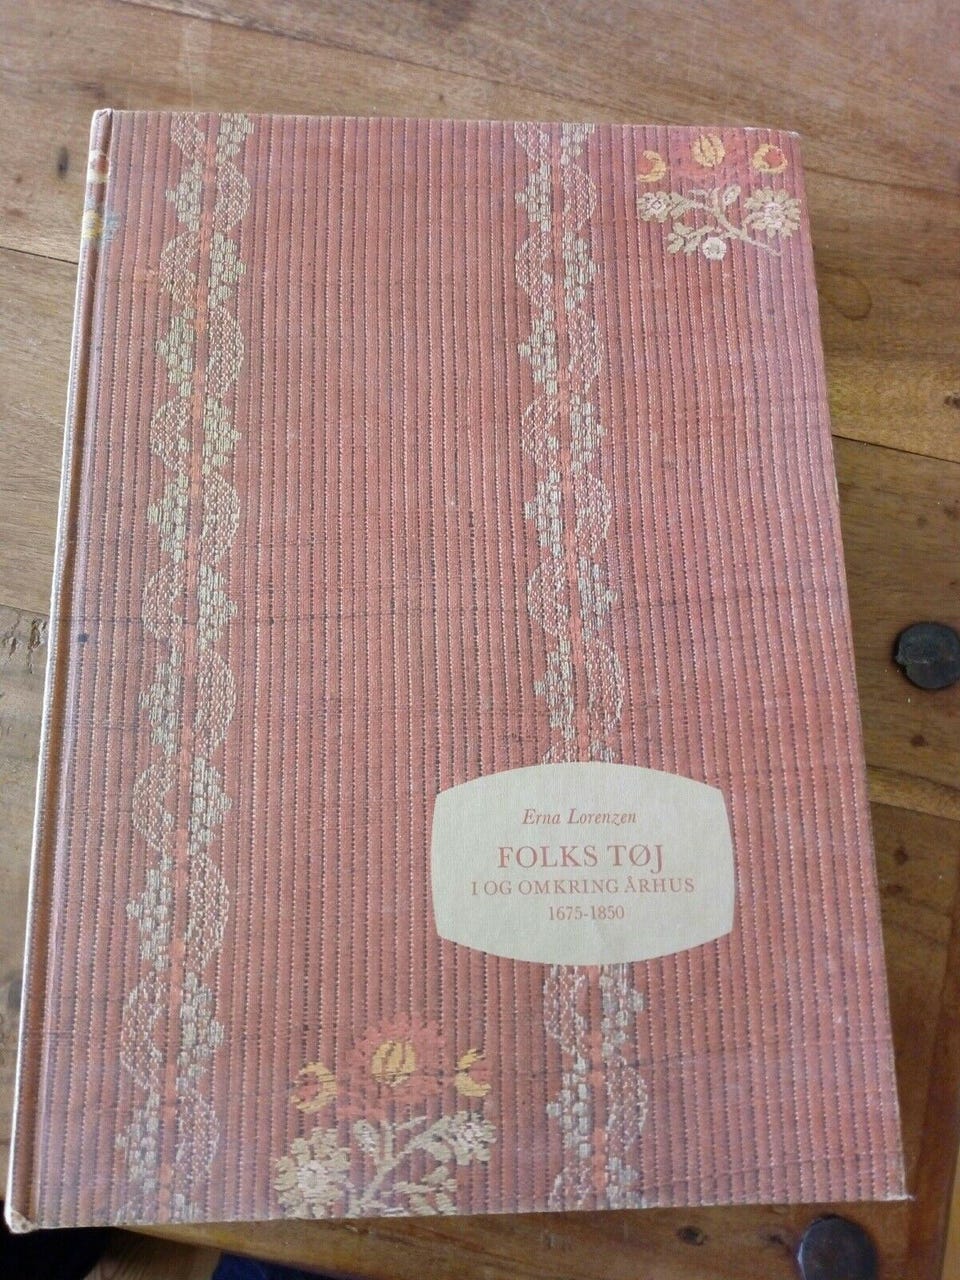 Erna Lorenzen
FOLKS TØJ
I OG OMKRING ÅRHUS
1675-1850